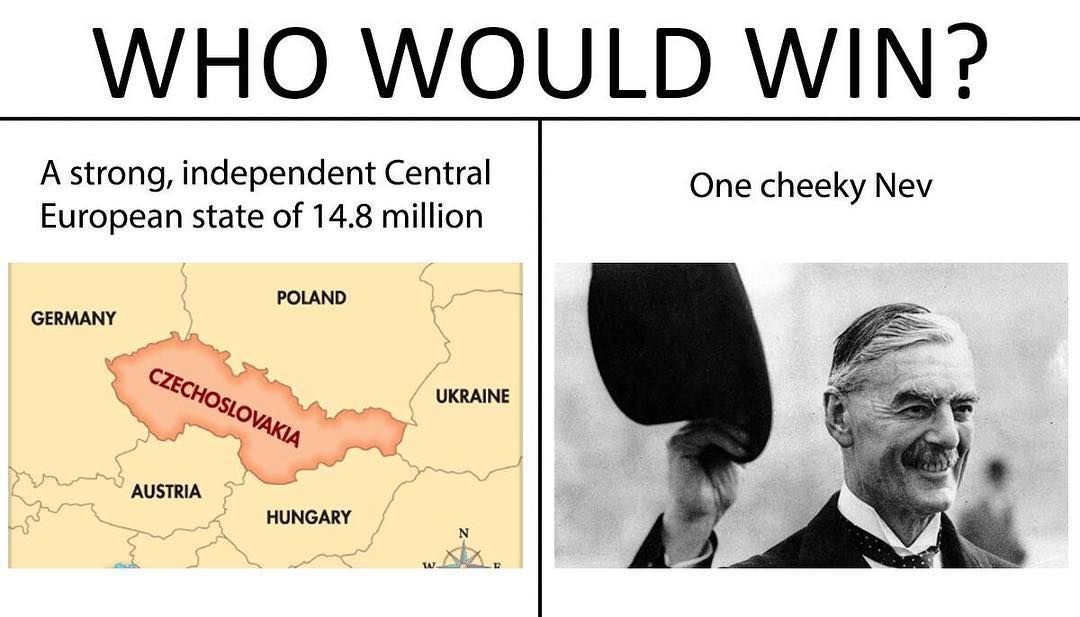 WHO WOULD WIN?
A strong, independent Central
European state of 14.8 million
One cheeky Nev
POLAND
GERMANY
CZECHOSLOVAKIA
UKRAINE
AUSTRIA
HUNGARY
N
W E